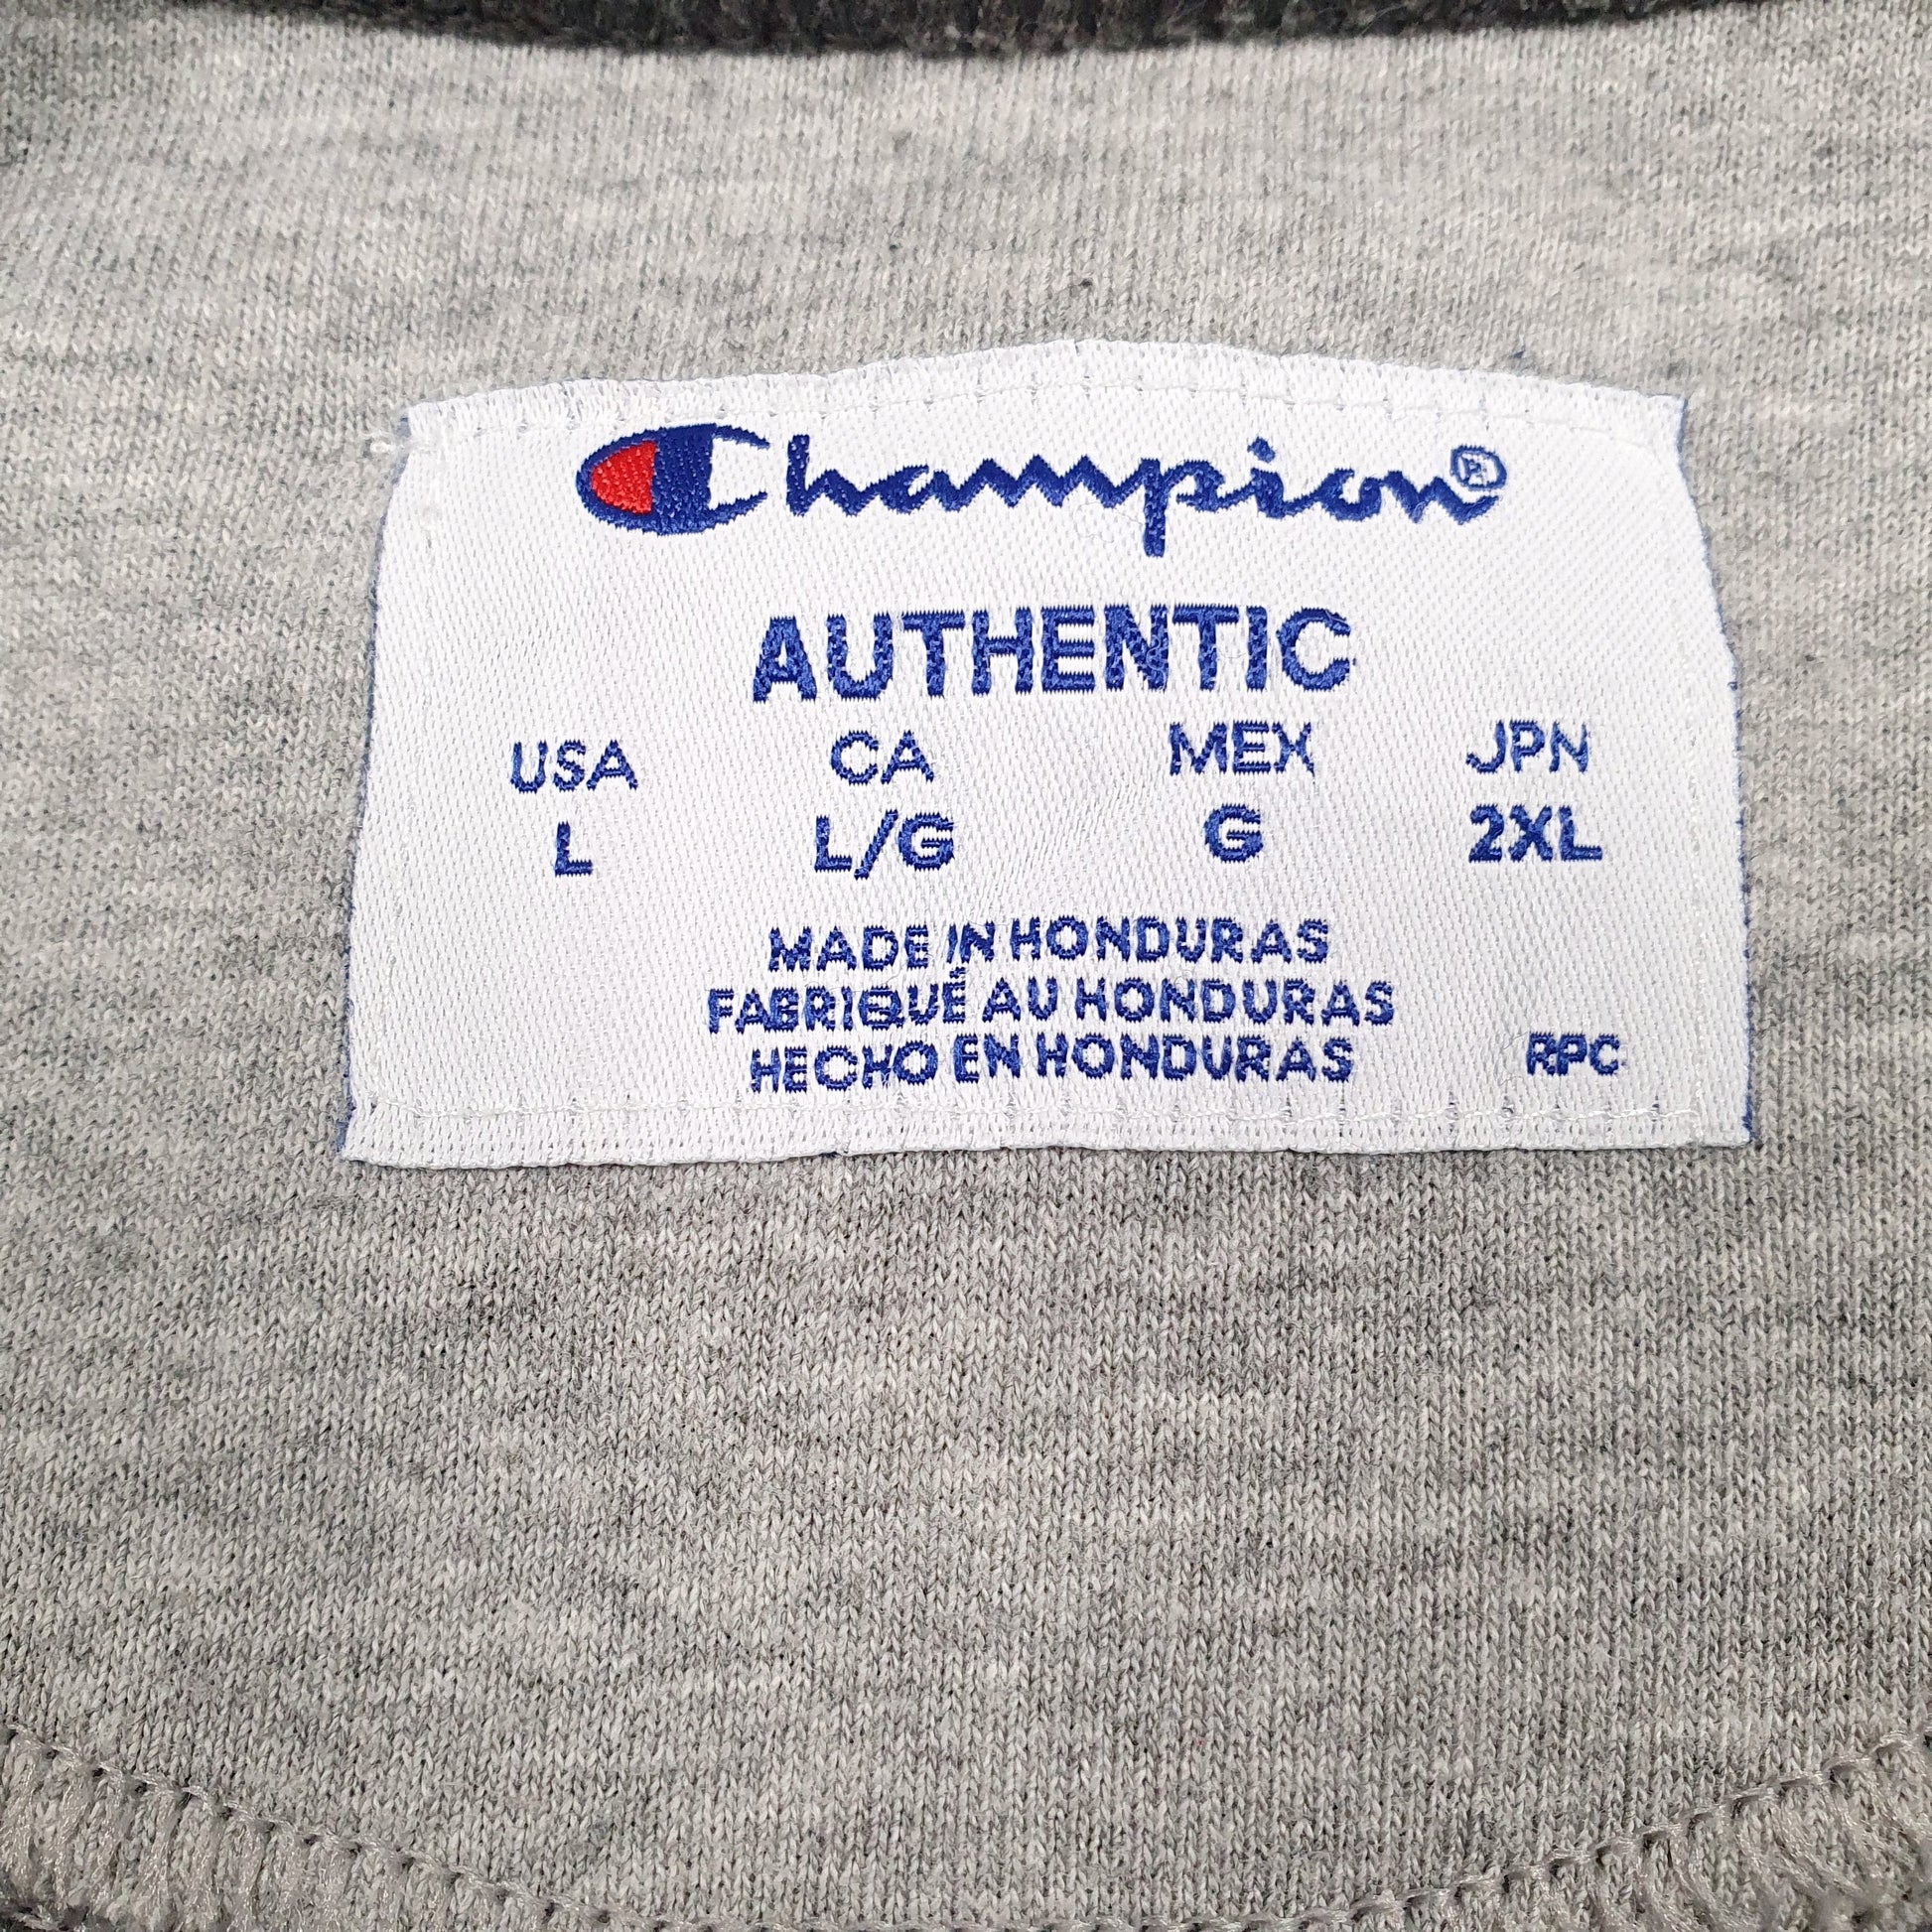 Champion®
AUTHENTIC
USA CA MEX JPN
L L/G G 2XL
MADE IN HONDURAS
FABRIQUÉ AU HONDURAS
HECHO EN HONDURAS RPC